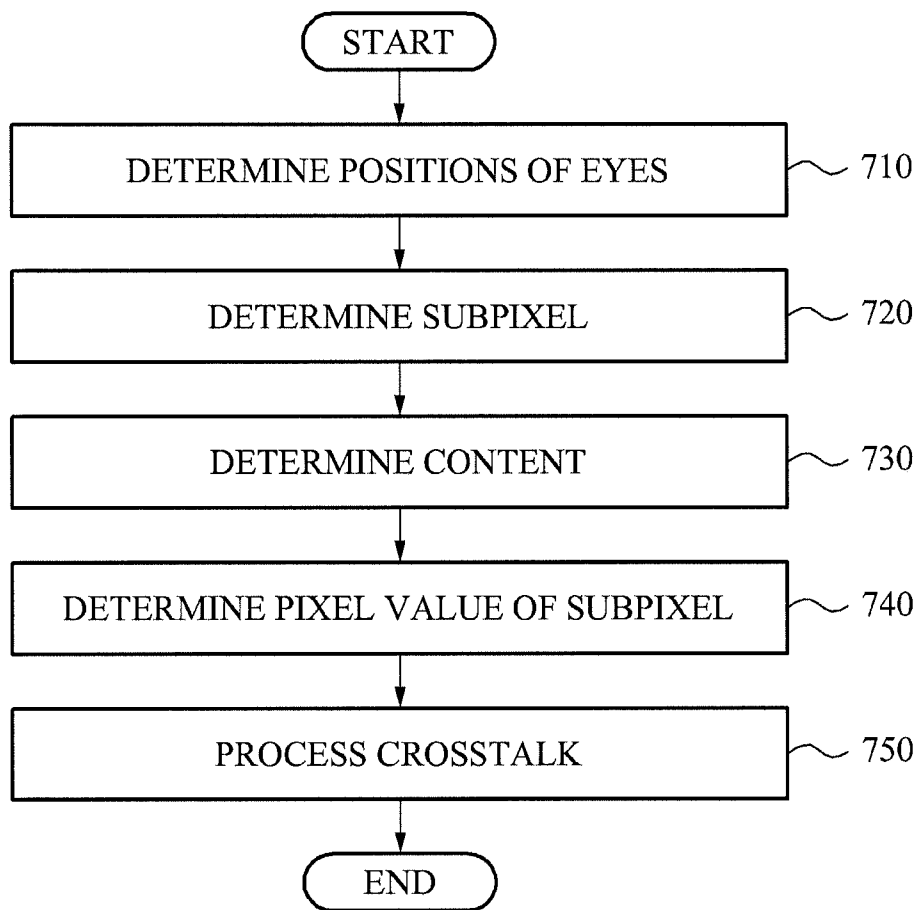 START
DETERMINE POSITIONS OF EYES
710
DETERMINE SUBPIXEL
720
DETERMINE CONTENT
730
DETERMINE PIXEL VALUE OF SUBPIXEL
740
PROCESS CROSSTALK
750
END